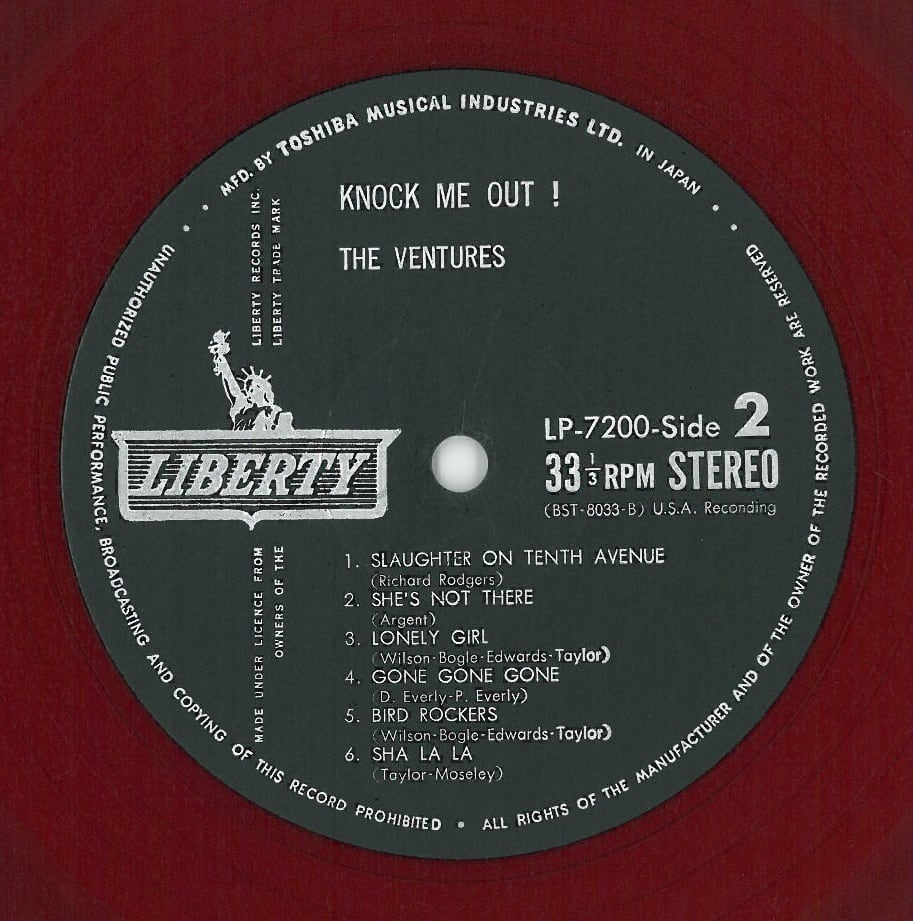 MFD. BY TOSHIBA MUSICAL INDUSTRIES LTD. IN JAPAN
KNOCK ME OUT !
THE VENTURES
LIBERTY RECORDS INC.
LIBERTY TRADE MARK
LIBERTY
LP-7200-Side 2
33 1/3 RPM STEREO
(BST-8033-B) U.S.A. Reconding
1. SLAUGHTER ON TENTH AVENUE
(Richard Rodgers)
2. SHE'S NOT THERE
(Argent)
3. LONELY GIRL
(Wilson-Bogle-Edwards-Taylor)
4. GONE GONE GONE
(D. Everly-P. Everly)
5. BIRD ROCKERS
(Wilson-Bogle-Edwards-Taylor)
6. SHA LA LA
(Taylor-Moseley)
MADE UNDER LICENCE FROM
OWNERS OF THE
UNAUTHORIZED PUBLIC PERFORMANCE, BROADCASTING AND COPYING OF THIS RECORD PROHIBITED • ALL RIGHTS OF THE MANUFACTURER AND OF THE OWNER OF THE RECORDED WORK ARE RESERVED